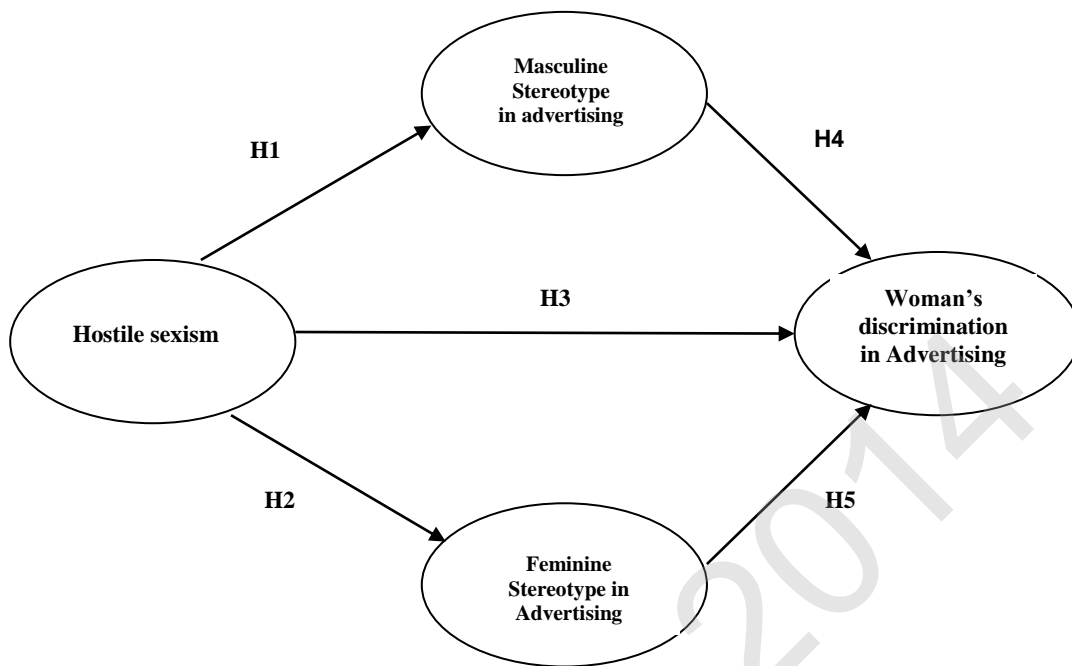 Masculine
Stereotype
in advertising
H1
H4
Hostile sexism
H3
Woman’s
discrimination
in Advertising
H2
H5
Feminine
Stereotype in
Advertising
2014